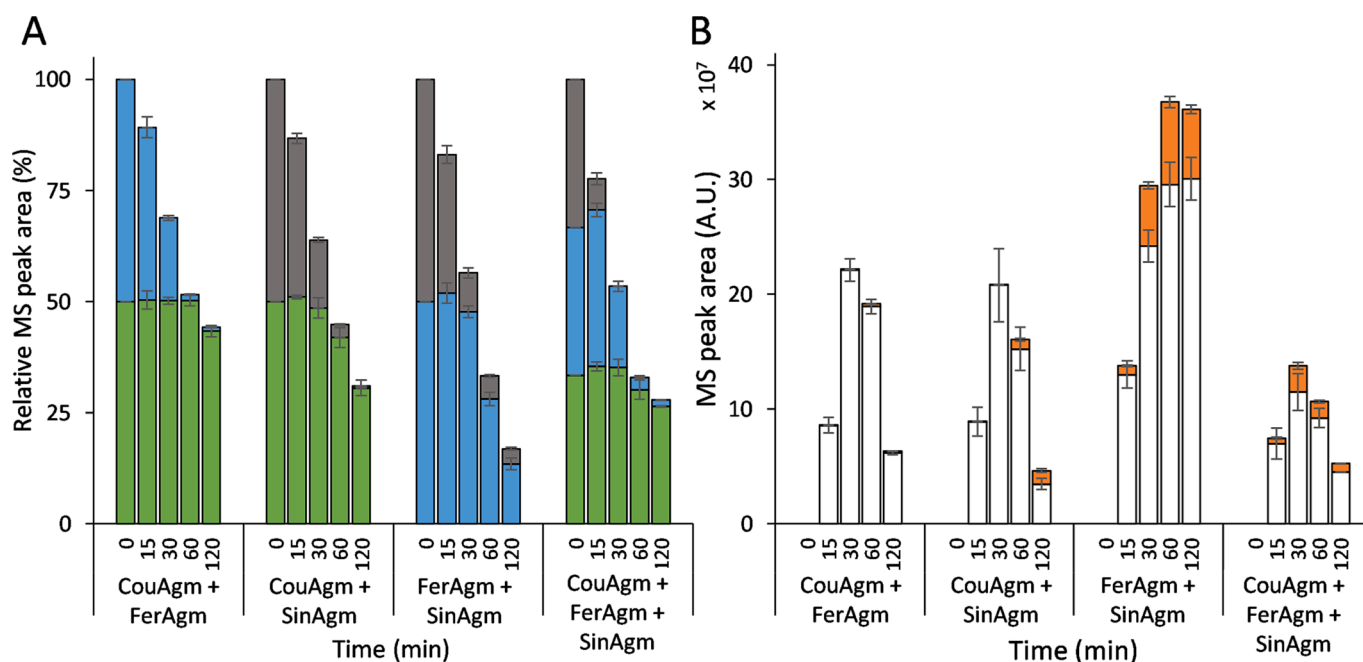 A
Relative MS peak area (%)
100
75
50
25
0
0 15 30 60 120
0 15 30 60 120
0 15 30 60 120
0 15 30 60 120
CouAgm +
FerAgm
CouAgm +
SinAgm
FerAgm +
SinAgm
CouAgm +
FerAgm +
SinAgm
Time (min)
B
MS peak area (A.U.)
x 10⁷
40
30
20
10
0
0 15 30 60 120
0 15 30 60 120
0 15 30 60 120
0 15 30 60 120
CouAgm +
FerAgm
CouAgm +
SinAgm
FerAgm +
SinAgm
CouAgm +
FerAgm +
SinAgm
Time (min)